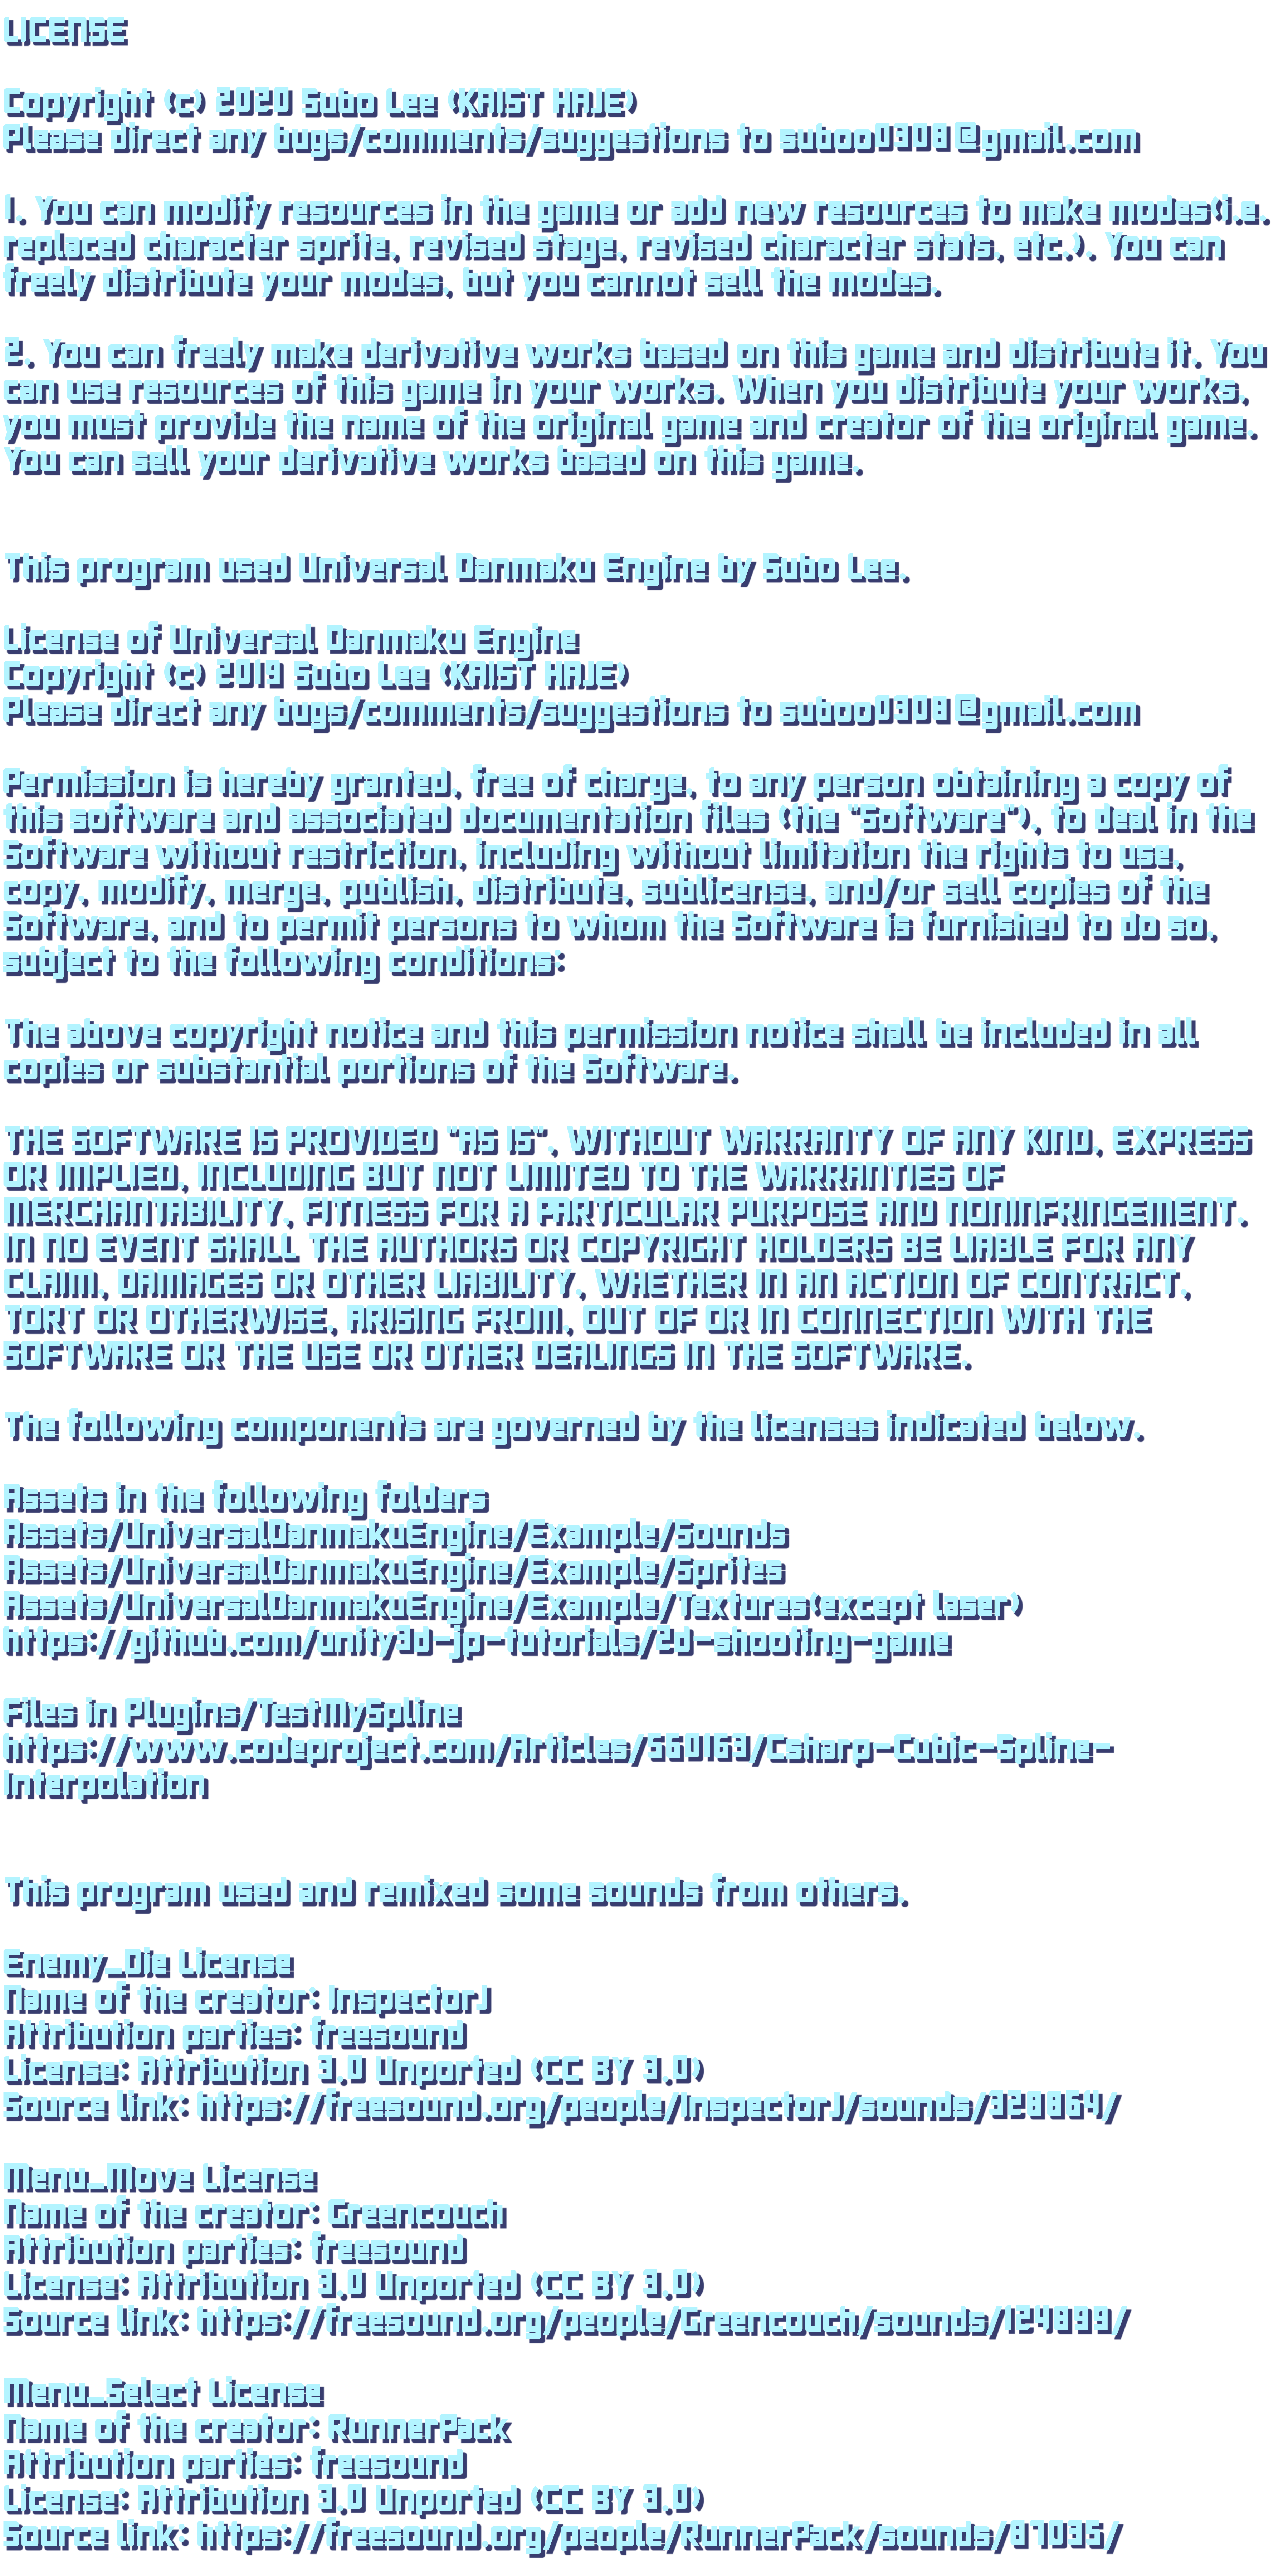 LICENSE
Copyright (c) 2020 Subo Lee (KAIST HAJE)
Please direct any bugs/comments/suggestions to suboo0308@gmail.com
1. You can modify resources in the game or add new resources to make modes(i.e.
replaced character sprite, revised stage, revised character stats, etc.). You can
freely distribute your modes, but you cannot sell the modes.
2. You can freely make derivative works based on this game and distribute it. You
can use resources of this game in your works. When you distribute your works,
you must provide the name of the original game and creator of the original game.
You can sell your derivative works based on this game.
This program used Universal Danmaku Engine by Subo Lee.
License of Universal Danmaku Engine
Copyright (c) 2019 Subo Lee (KAIST HAJE)
Please direct any bugs/comments/suggestions to suboo0308@gmail.com
Permission is hereby granted, free of charge, to any person obtaining a copy of
this software and associated documentation files (the "Software"), to deal in the
Software without restriction, including without limitation the rights to use,
copy, modify, merge, publish, distribute, sublicense, and/or sell copies of the
Software, and to permit persons to whom the Software is furnished to do so,
subject to the following conditions:
The above copyright notice and this permission notice shall be included in all
copies or substantial portions of the Software.
THE SOFTWARE IS PROVIDED "AS IS", WITHOUT WARRANTY OF ANY KIND, EXPRESS
OR IMPLIED, INCLUDING BUT NOT LIMITED TO THE WARRANTIES OF
MERCHANTABILITY, FITNESS FOR A PARTICULAR PURPOSE AND NONINFRINGEMENT.
IN NO EVENT SHALL THE AUTHORS OR COPYRIGHT HOLDERS BE LIABLE FOR ANY
CLAIM, DAMAGES OR OTHER LIABILITY, WHETHER IN AN ACTION OF CONTRACT,
TORT OR OTHERWISE, ARISING FROM, OUT OF OR IN CONNECTION WITH THE
SOFTWARE OR THE USE OR OTHER DEALINGS IN THE SOFTWARE.
The following components are governed by the licenses indicated below.
Assets in the following folders
Assets/UniversalDanmakuEngine/Example/Sounds
Assets/UniversalDanmakuEngine/Example/Sprites
Assets/UniversalDanmakuEngine/Example/Textures(except laser)
https://github.com/unity3d-jp-tutorials/2d-shooting-game
Files in Plugins/TestMySpline
https://www.codeproject.com/Articles/560163/Csharp-Cubic-Spline-
Interpolation
This program used and remixed some sounds from others.
Enemy_Die License
Name of the creator: InspectorJ
Attribution parties: freesound
License: Attribution 3.0 Unported (CC BY 3.0)
Source link: https://freesound.org/people/InspectorJ/sounds/328864/
Menu_Move License
Name of the creator: Greencouch
Attribution parties: freesound
License: Attribution 3.0 Unported (CC BY 3.0)
Source link: https://freesound.org/people/Greencouch/sounds/124899/
Menu_Select License
Name of the creator: RunnerPack
Attribution parties: freesound
License: Attribution 3.0 Unported (CC BY 3.0)
Source link: https://freesound.org/people/RunnerPack/sounds/87035/